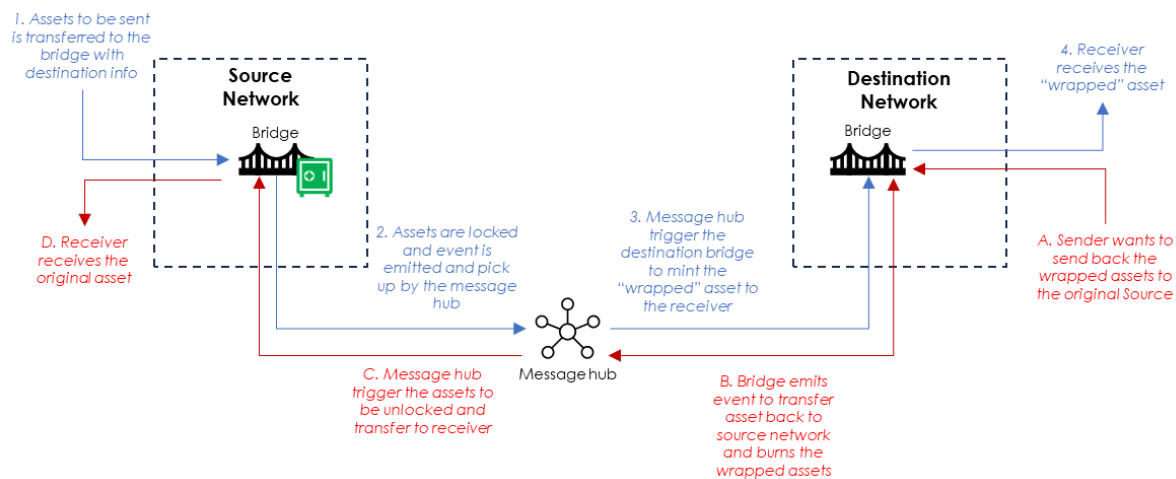 1. Assets to be sent
is transferred to the
bridge with
destination info
Source
Network
Bridge
D. Receiver
receives the
original asset
2. Assets are locked
and event is
emitted and pick
up by the message
hub
C. Message hub
trigger the assets to
be unlocked and
transfer to receiver
Message hub
3. Message hub
trigger the
destination bridge
to mint the
“wrapped” asset to
the receiver
B. Bridge emits
event to transfer
asset back to
source network
and burns the
wrapped assets
Destination
Network
Bridge
4. Receiver
receives the
“wrapped” asset
A. Sender wants to
send back the
wrapped assets to
the original Source